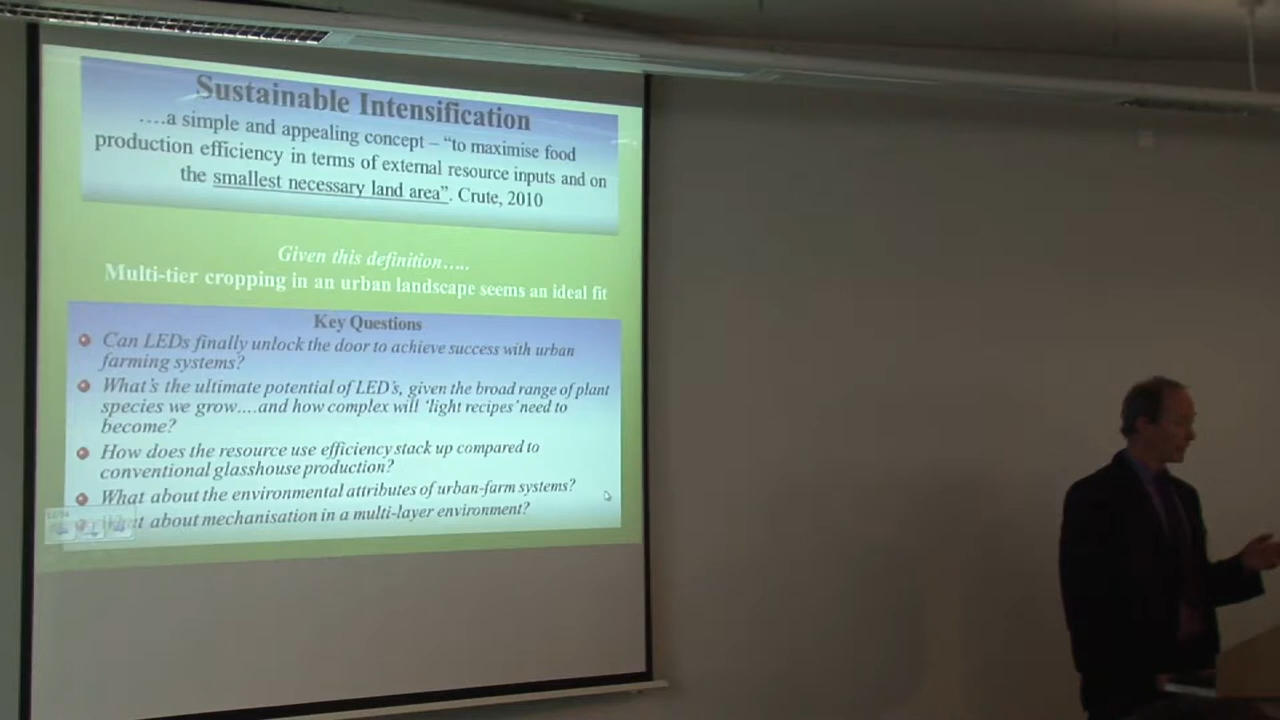 Sustainable Intensification
....a simple and appealing concept – “to maximise food
production efficiency in terms of external resource inputs and on
the smallest necessary land area”. Crute, 2010
Given this definition…..
Multi-tier cropping in an urban landscape seems an ideal fit
Key Questions
Can LEDs finally unlock the door to achieve success with urban
farming systems?
What’s the ultimate potential of LED’s, given the broad range of plant
species we grow....and how complex will ‘light recipes’ need to
become?
How does the resource use efficiency stack up compared to
conventional glasshouse production?
What about the environmental attributes of urban-farm systems?
What about mechanisation in a multi-layer environment?